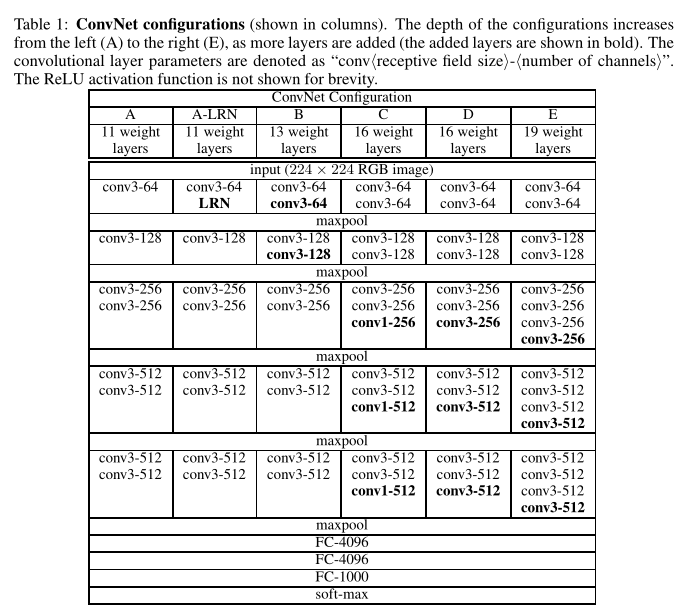 Table 1: ConvNet configurations (shown in columns). The depth of the configurations increases
from the left (A) to the right (E), as more layers are added (the added layers are shown in bold). The
convolutional layer parameters are denoted as “conv⟨receptive field size⟩-⟨number of channels⟩”.
The ReLU activation function is not shown for brevity.
ConvNet Configuration
A A-LRN B C D E
11 weight 11 weight 13 weight 16 weight 16 weight 19 weight
layers layers layers layers layers layers
input (224 × 224 RGB image)
conv3-64 conv3-64 conv3-64 conv3-64 conv3-64 conv3-64
LRN conv3-64 conv3-64 conv3-64 conv3-64
maxpool
conv3-128 conv3-128 conv3-128 conv3-128 conv3-128 conv3-128
conv3-128 conv3-128 conv3-128 conv3-128
maxpool
conv3-256 conv3-256 conv3-256 conv3-256 conv3-256 conv3-256
conv3-256 conv3-256 conv3-256 conv3-256 conv3-256 conv3-256
conv1-256 conv3-256 conv3-256
conv3-256
maxpool
conv3-512 conv3-512 conv3-512 conv3-512 conv3-512 conv3-512
conv3-512 conv3-512 conv3-512 conv3-512 conv3-512 conv3-512
conv1-512 conv3-512 conv3-512
conv3-512
maxpool
conv3-512 conv3-512 conv3-512 conv3-512 conv3-512 conv3-512
conv3-512 conv3-512 conv3-512 conv3-512 conv3-512 conv3-512
conv1-512 conv3-512 conv3-512
conv3-512
maxpool
FC-4096
FC-4096
FC-1000
soft-max